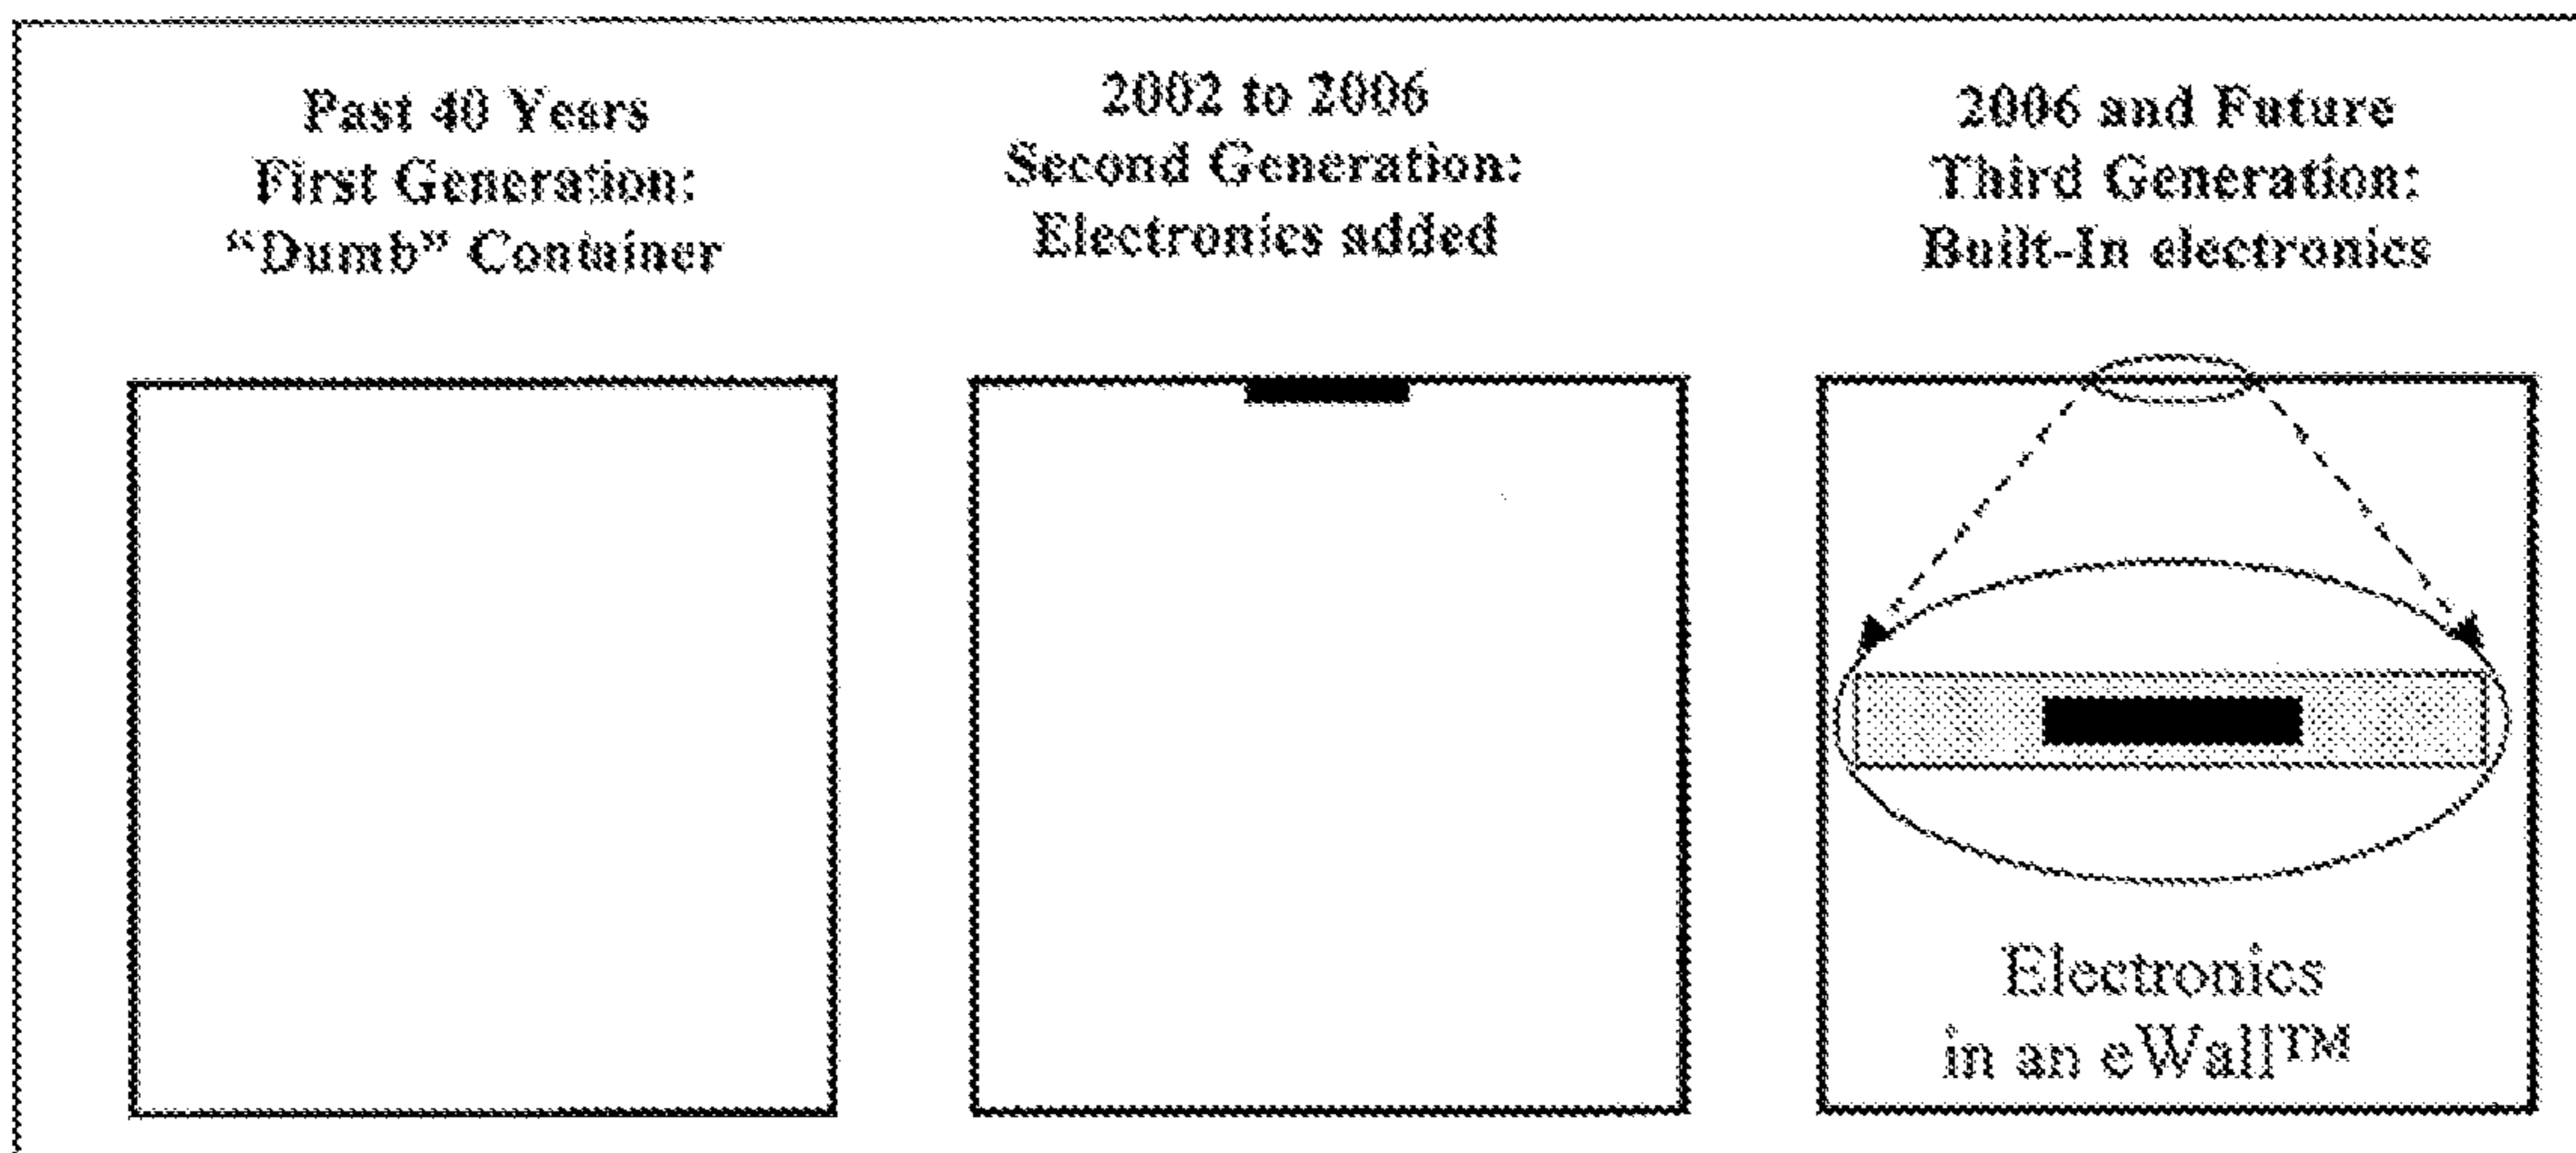 Past 40 Years
First Generation:
“Dumb” Container
2002 to 2006
Second Generation:
Electronics added
2006 and Future
Third Generation:
Built-In electronics
Electronics
in an eWall™